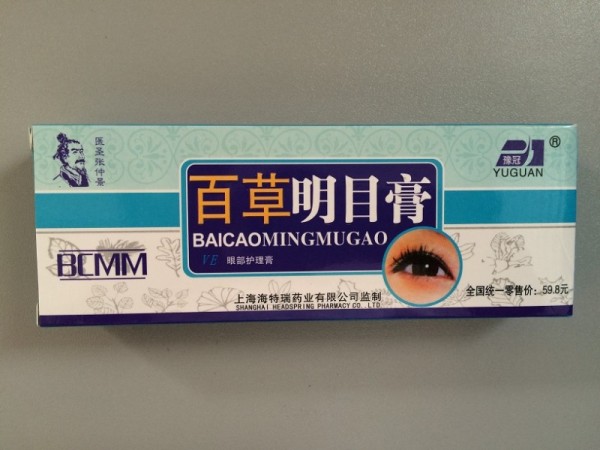 医圣张仲景
豫冠
®
YUGUAN
百草明目膏
BAICAOMINGMUGAO
VE 眼部护理膏
BCMM
上海海特瑞药业有限公司监制
SHANGHAI HEADSPRING PHARMACY CO. LTD
全国统一零售价：59.8元